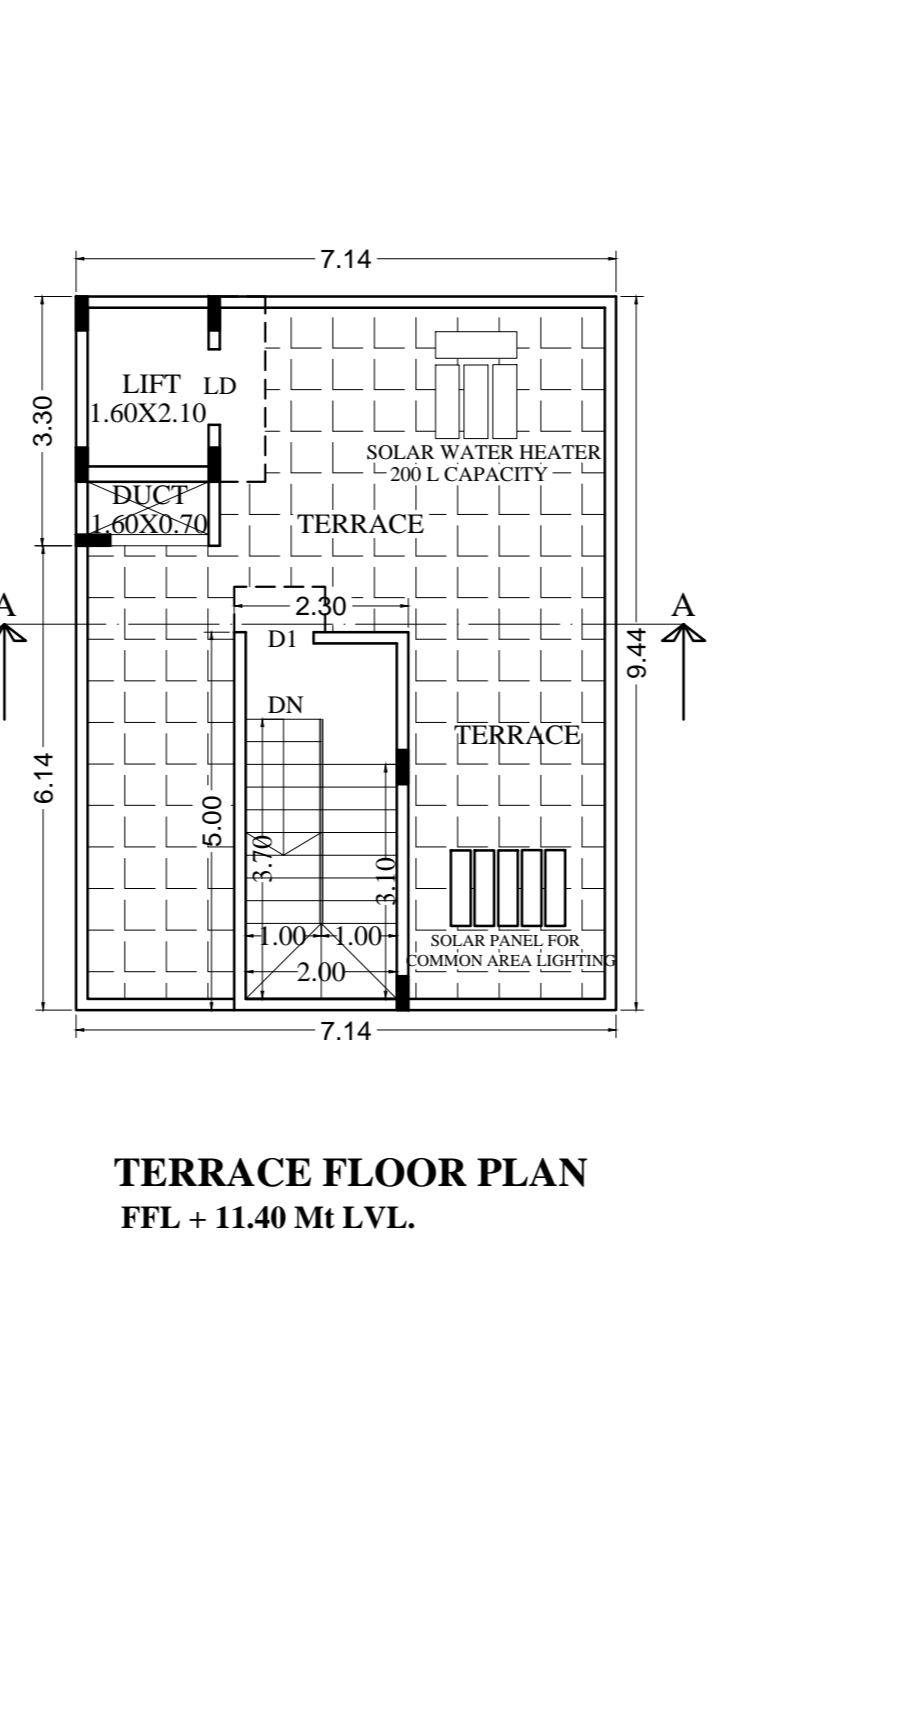 7.14
LIFT LD
1.60X2.10
3.30
SOLAR WATER HEATER
200 L CAPACITY
DUCT
1.60X0.70
TERRACE
A
2.30
A
D1
9.44
DN
TERRACE
6.14
5.00
3.70
3.10
1.00
1.00
SOLAR PANEL FOR
COMMON AREA LIGHTING
2.00
7.14
TERRACE FLOOR PLAN
FFL + 11.40 Mt LVL.